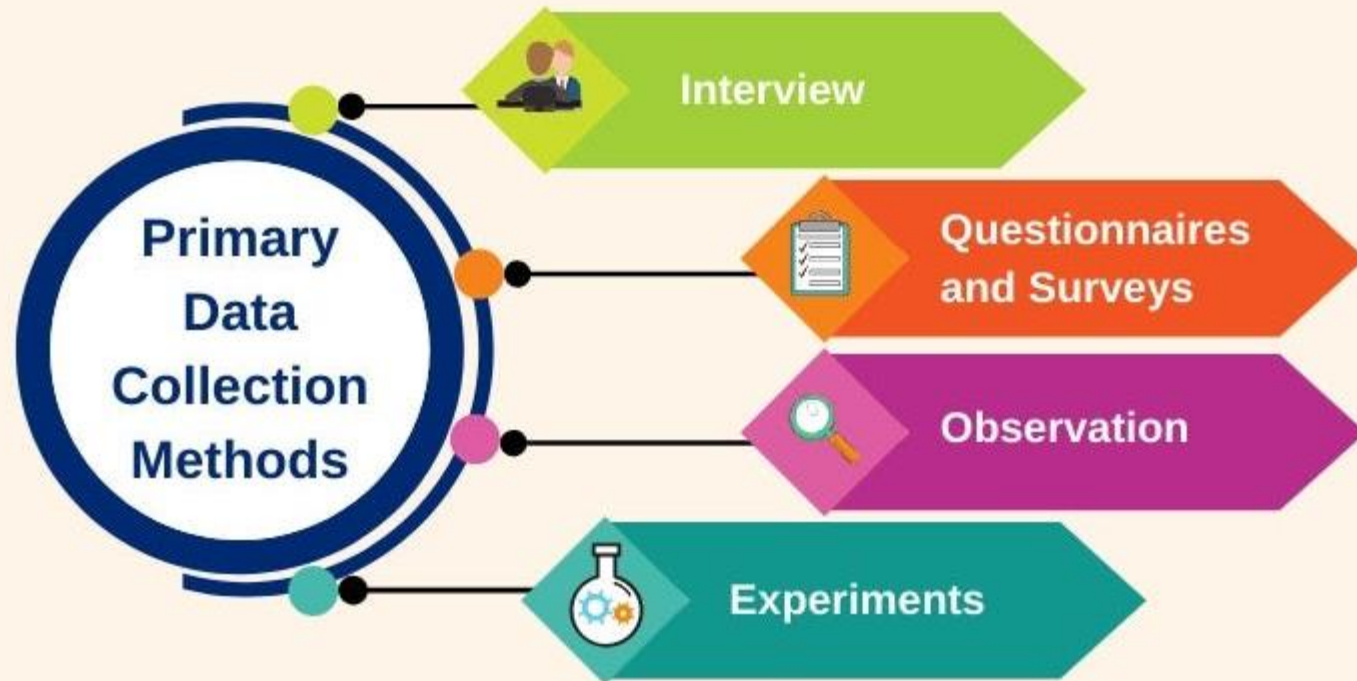 Primary
Data
Collection
Methods
Interview
Questionnaires
and Surveys
Observation
Experiments